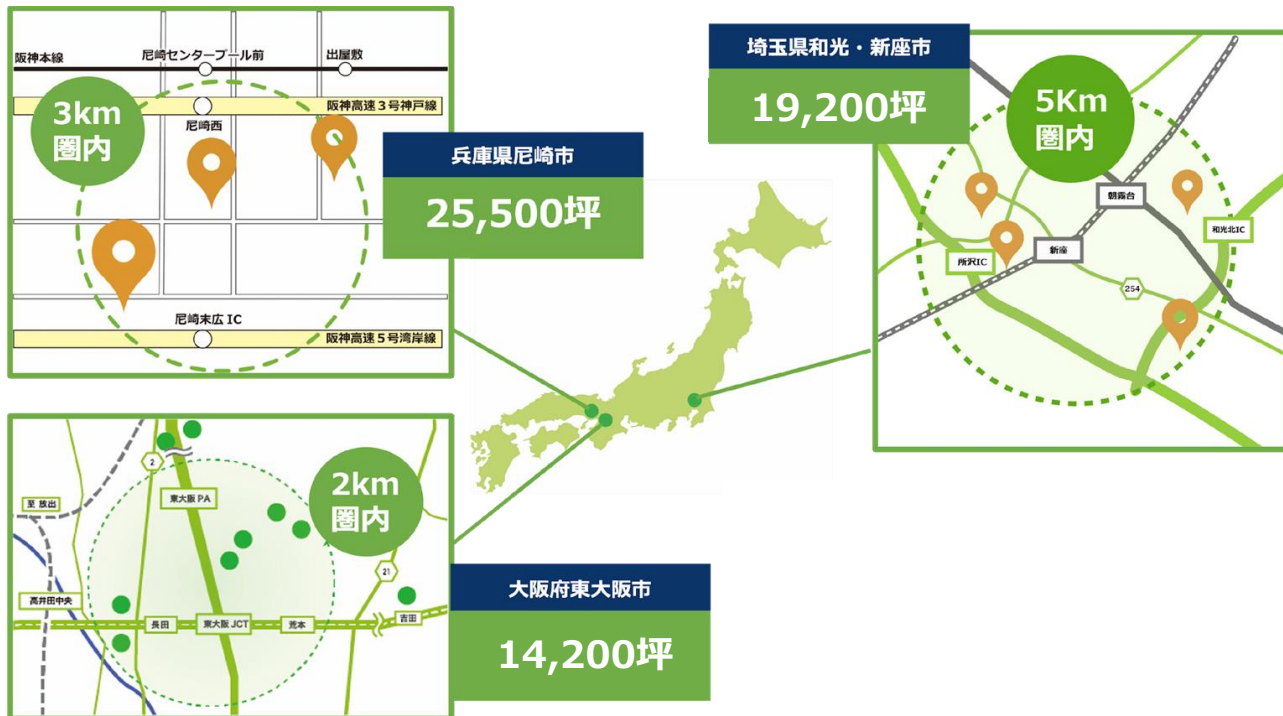 阪神本線
尼崎センタープール前
出屋敷
3km
圏内
阪神高速3号神戸線
尼崎西
尼崎末広 IC
阪神高速5号湾岸線
兵庫県尼崎市
25,500坪
埼玉県和光・新座市
19,200坪
5Km
圏内
朝霞台
和光北IC
新座
所沢IC
254
2
東大阪 PA
2km
圏内
至 放出
21
高井田中央
長田
東大阪 JCT
荒本
吉田
大阪府東大阪市
14,200坪